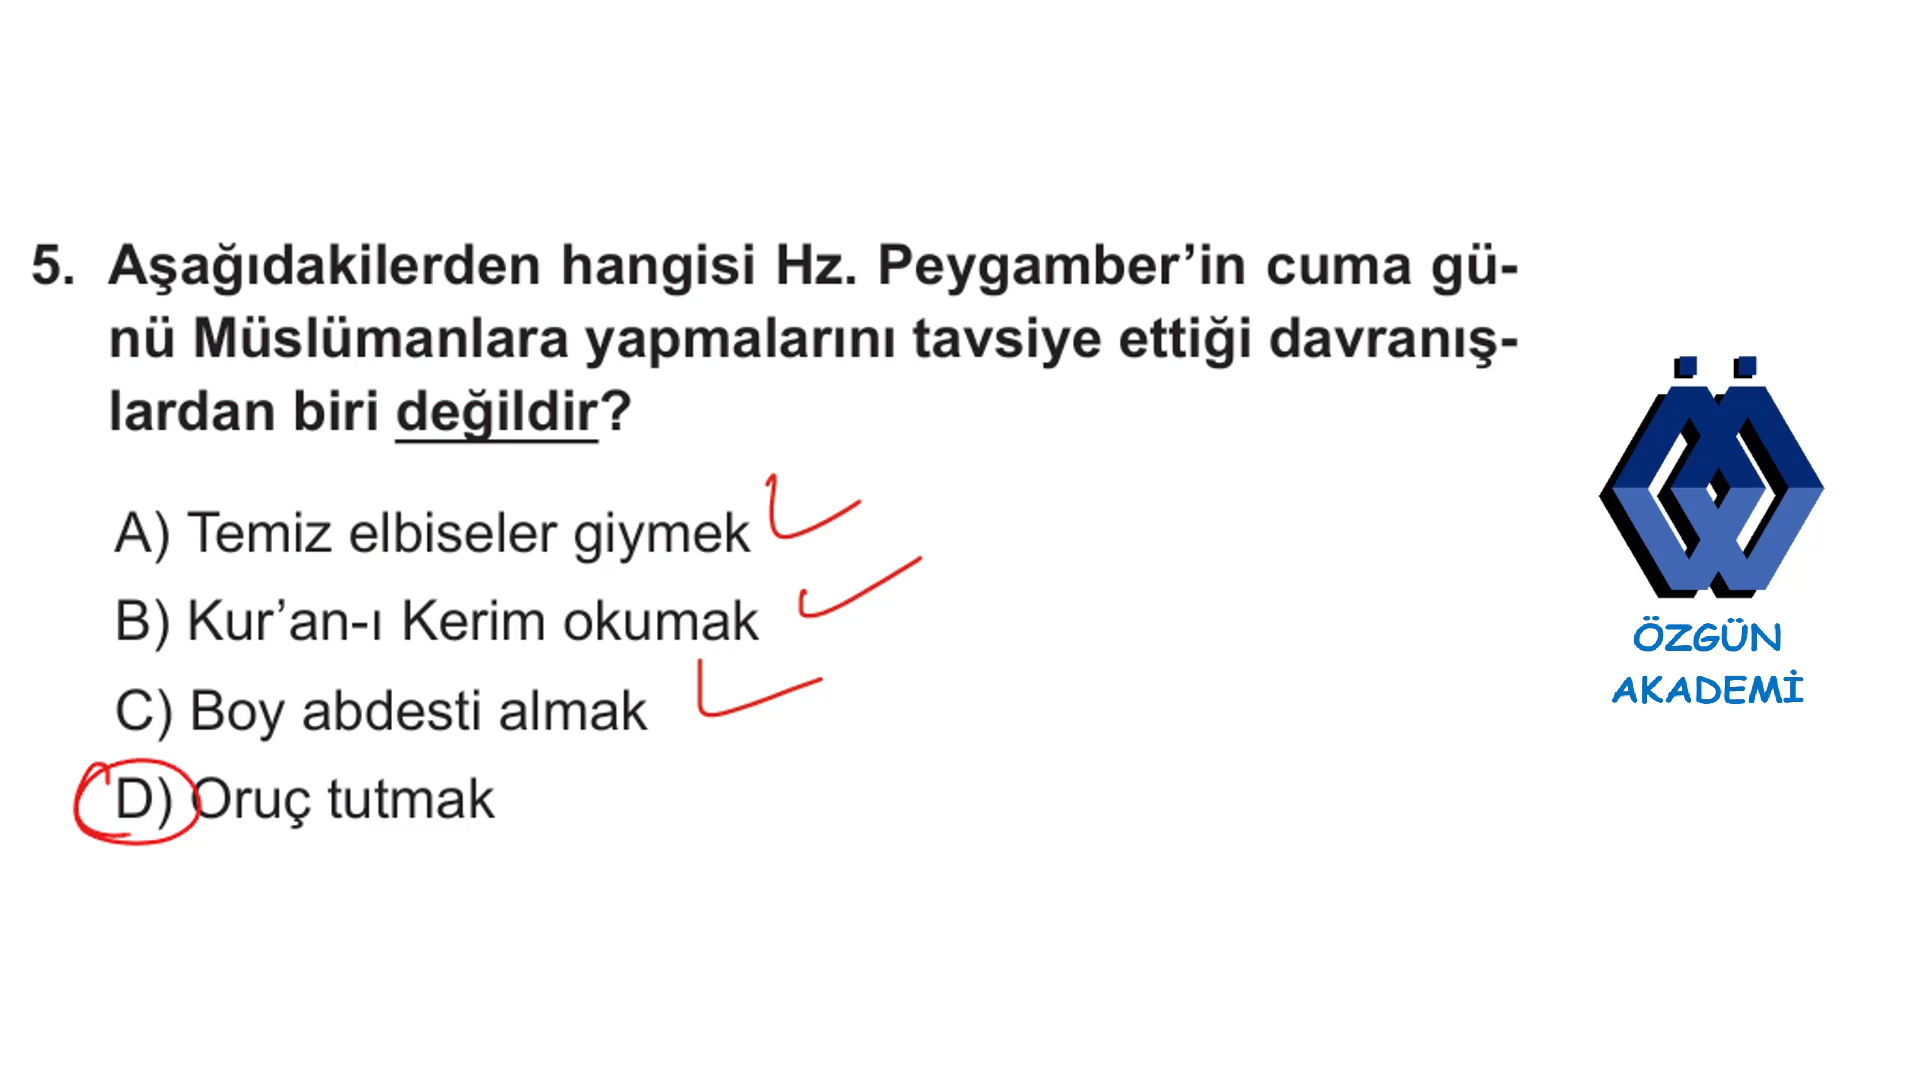 5. Aşağıdakilerden hangisi Hz. Peygamber’in cuma gü-
nü Müslümanlara yapmalarını tavsiye ettiği davranış-
lardan biri değildir?
A) Temiz elbiseler giymek
B) Kur’an-ı Kerim okumak
C) Boy abdesti almak
D) Oruç tutmak
ÖZGÜN
AKADEMİ